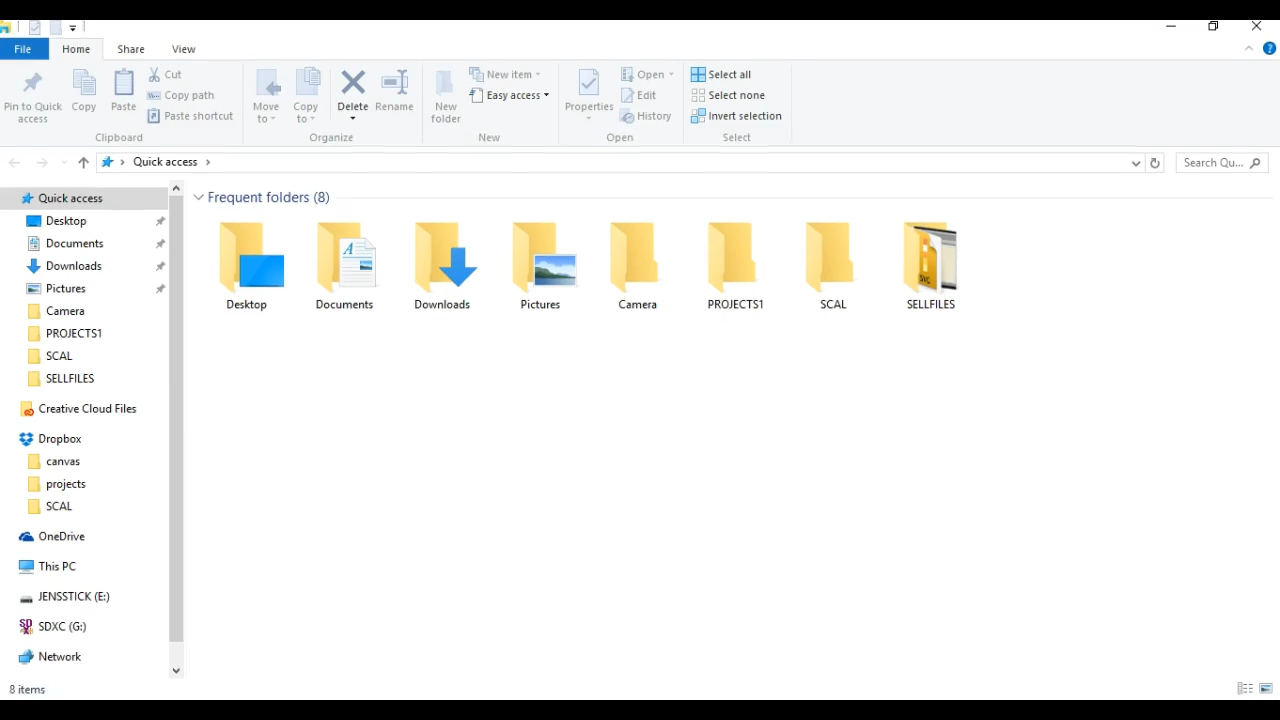 File Home Share View
Pin to Quick access
Copy
Paste
Cut
Copy path
Paste shortcut
Clipboard
Move to
Copy to
Delete
Rename
Organize
New folder
New item
Easy access
New
Properties
Open
Edit
History
Open
Select all
Select none
Invert selection
Select
Quick access
Search Qu...
Quick access
Desktop
Documents
Downloads
Pictures
Camera
PROJECTS1
SCAL
SELLFILES
Creative Cloud Files
Dropbox
canvas
projects
SCAL
OneDrive
This PC
JENSSTICK (E:)
SDXC (G:)
Network
Frequent folders (8)
SVG
Desktop Documents Downloads Pictures Camera PROJECTS1 SCAL SELLFILES
8 items